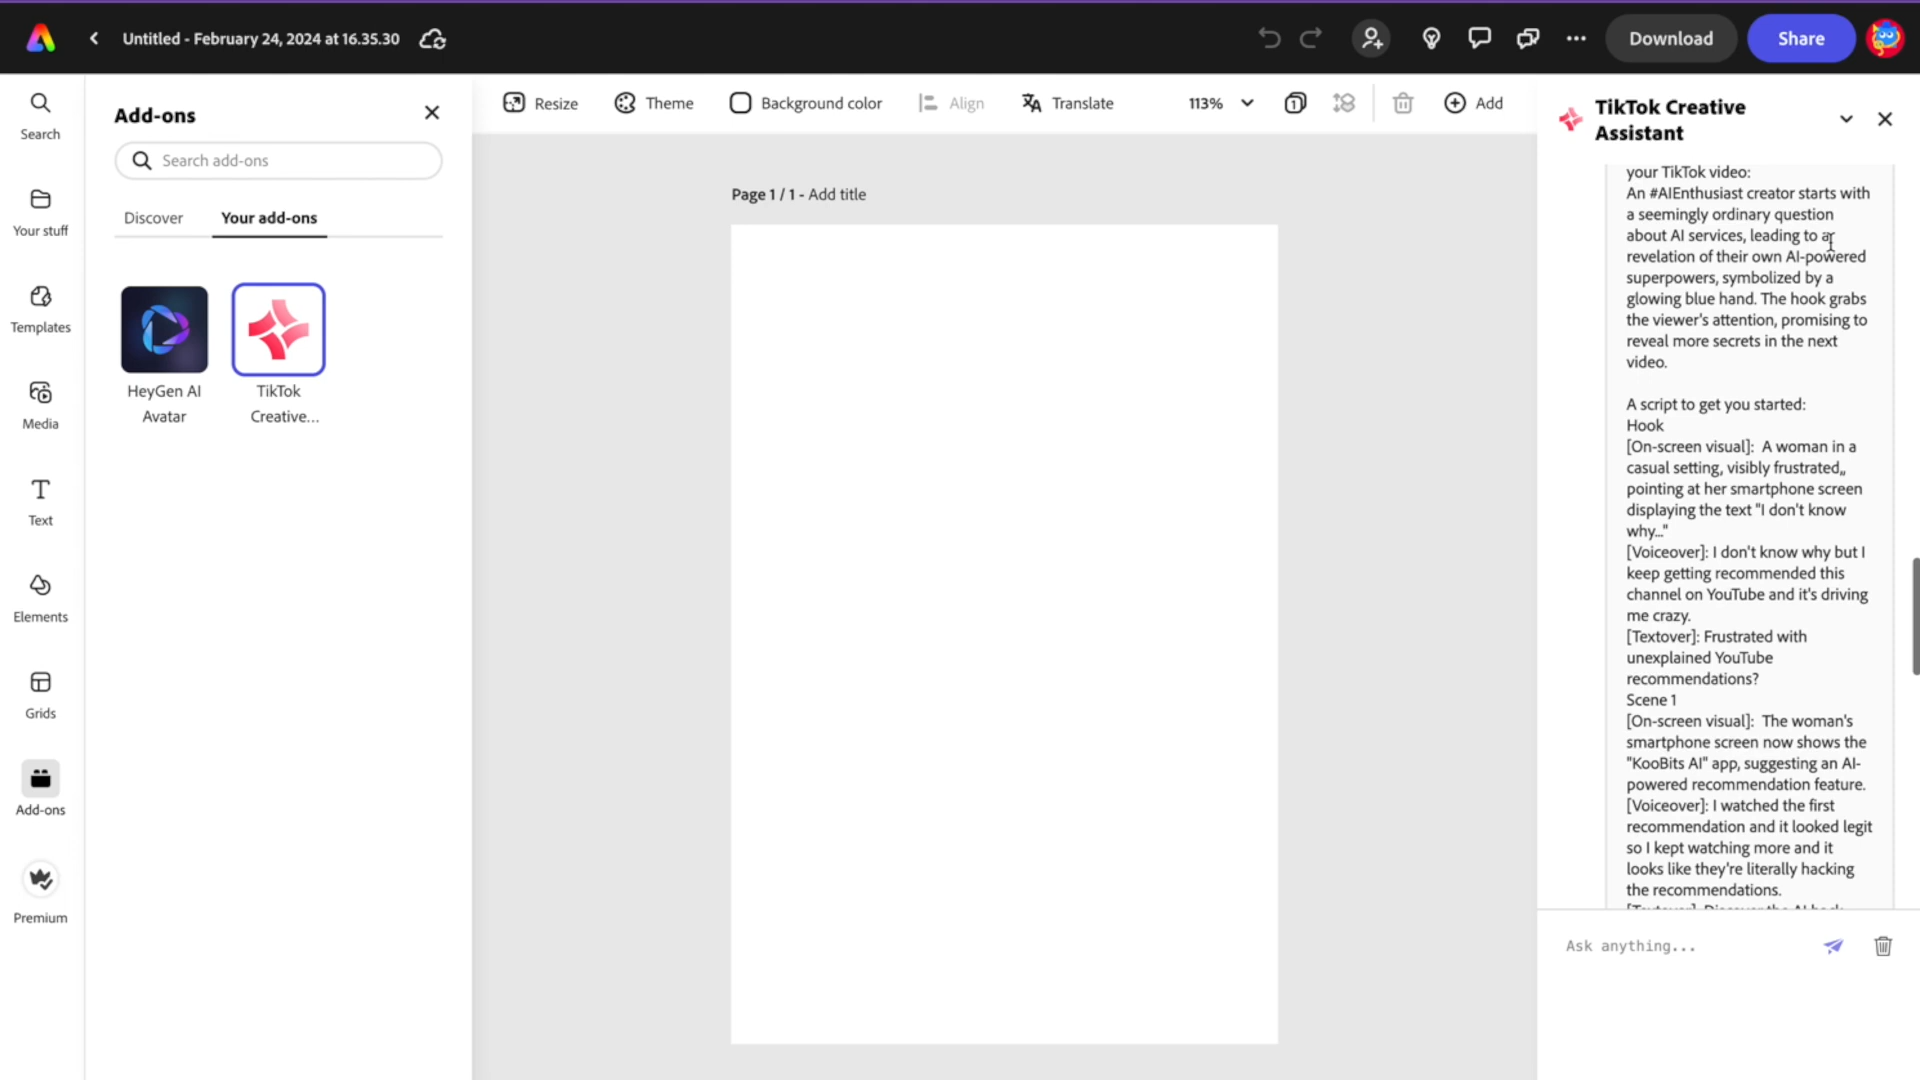 Untitled - February 24, 2024 at 16.35.30
Download
Share
Search
Your stuff
Templates
Media
Text
Elements
Grids
Add-ons
Premium
Add-ons
Search add-ons
Discover
Your add-ons
HeyGen AI
Avatar
TikTok
Creative...
Resize
Theme
Background color
Align
Translate
113%
1
Add
Page 1 / 1 - Add title
TikTok Creative
Assistant
your TikTok video:
An #AIEnthusiast creator starts with
a seemingly ordinary question
about AI services, leading to a
revelation of their own AI-powered
superpowers, symbolized by a
glowing blue hand. The hook grabs
the viewer's attention, promising to
reveal more secrets in the next
video.
A script to get you started:
Hook
[On-screen visual]:  A woman in a
casual setting, visibly frustrated,,
pointing at her smartphone screen
displaying the text "I don't know
why..."
[Voiceover]: I don't know why but I
keep getting recommended this
channel on YouTube and it's driving
me crazy.
[Textover]: Frustrated with
unexplained YouTube
recommendations?
Scene 1
[On-screen visual]:  The woman's
smartphone screen now shows the
"KooBits AI" app, suggesting an AI-
powered recommendation feature.
[Voiceover]: I watched the first
recommendation and it looked legit
so I kept watching more and it
looks like they're literally hacking
the recommendations.
Ask anything...